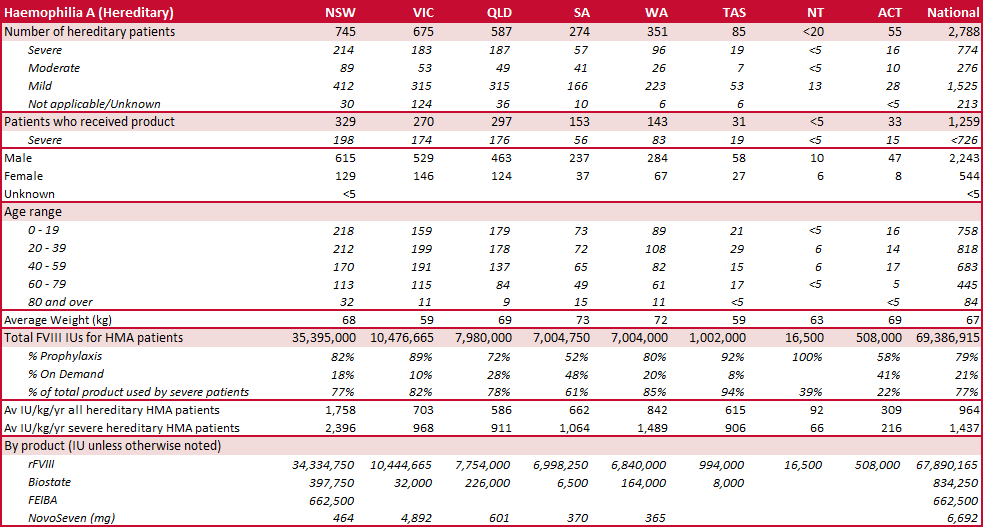 Haemophilia A (Hereditary) NSW VIC QLD SA WA TAS NT ACT National
Number of hereditary patients 745 675 587 274 351 85 <20 55 2,788
Severe 214 183 187 57 96 19 <5 16 774
Moderate 89 53 49 41 26 7 <5 10 276
Mild 412 315 315 166 223 53 13 28 1,525
Not applicable/Unknown 30 124 36 10 6 6 <5 213
Patients who received product 329 270 297 153 143 31 <5 33 1,259
Severe 198 174 176 56 83 19 <5 15 <726
Male 615 529 463 237 284 58 10 47 2,243
Female 129 146 124 37 67 27 6 8 544
Unknown <5 <5
Age range
0 - 19 218 159 179 73 89 21 <5 16 758
20 - 39 212 199 178 72 108 29 6 14 818
40 - 59 170 191 137 65 82 15 6 17 683
60 - 79 113 115 84 49 61 17 <5 5 445
80 and over 32 11 9 15 11 <5 <5 84
Average Weight (kg) 68 59 69 73 72 59 63 69 67
Total FVIII IUs for HMA patients 35,395,000 10,476,665 7,980,000 7,004,750 7,004,000 1,002,000 16,500 508,000 69,386,915
% Prophylaxis 82% 89% 72% 52% 80% 92% 100% 58% 79%
% On Demand 18% 10% 28% 48% 20% 8% 41% 21%
% of total product used by severe patients 77% 82% 78% 61% 85% 94% 39% 22% 77%
Av IU/kg/yr all hereditary HMA patients 1,758 703 586 662 842 615 92 309 964
Av IU/kg/yr severe hereditary HMA patients 2,396 968 911 1,064 1,489 906 66 216 1,437
By product (IU unless otherwise noted)
rFVIII 34,334,750 10,444,665 7,754,000 6,998,250 6,840,000 994,000 16,500 508,000 67,890,165
Biostate 397,750 32,000 226,000 6,500 164,000 8,000 834,250
FEIBA 662,500 662,500
NovoSeven (mg) 464 4,892 601 370 365 6,692